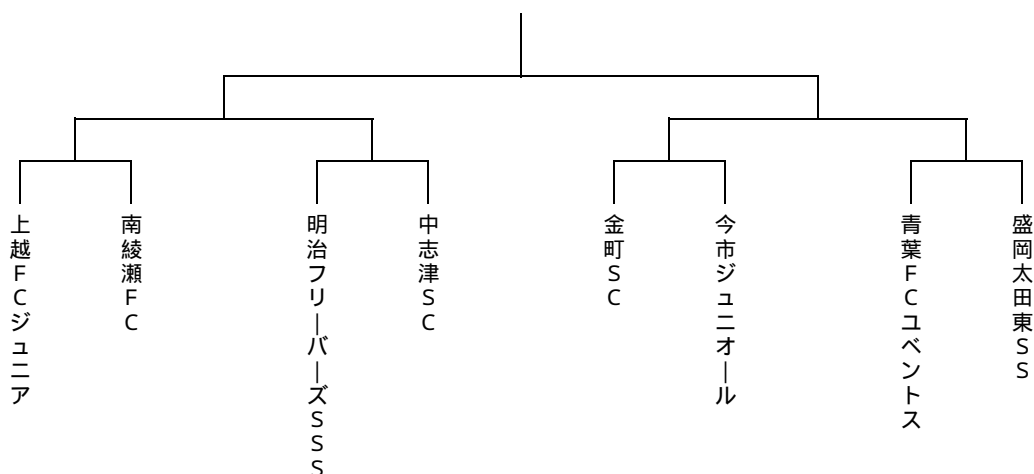 上越FCジュニア
南綾瀬FC
明治フリーバーズSSS
中志津SC
金町SC
今市ジュニオール
青葉FCユベントス
盛岡太田東SS